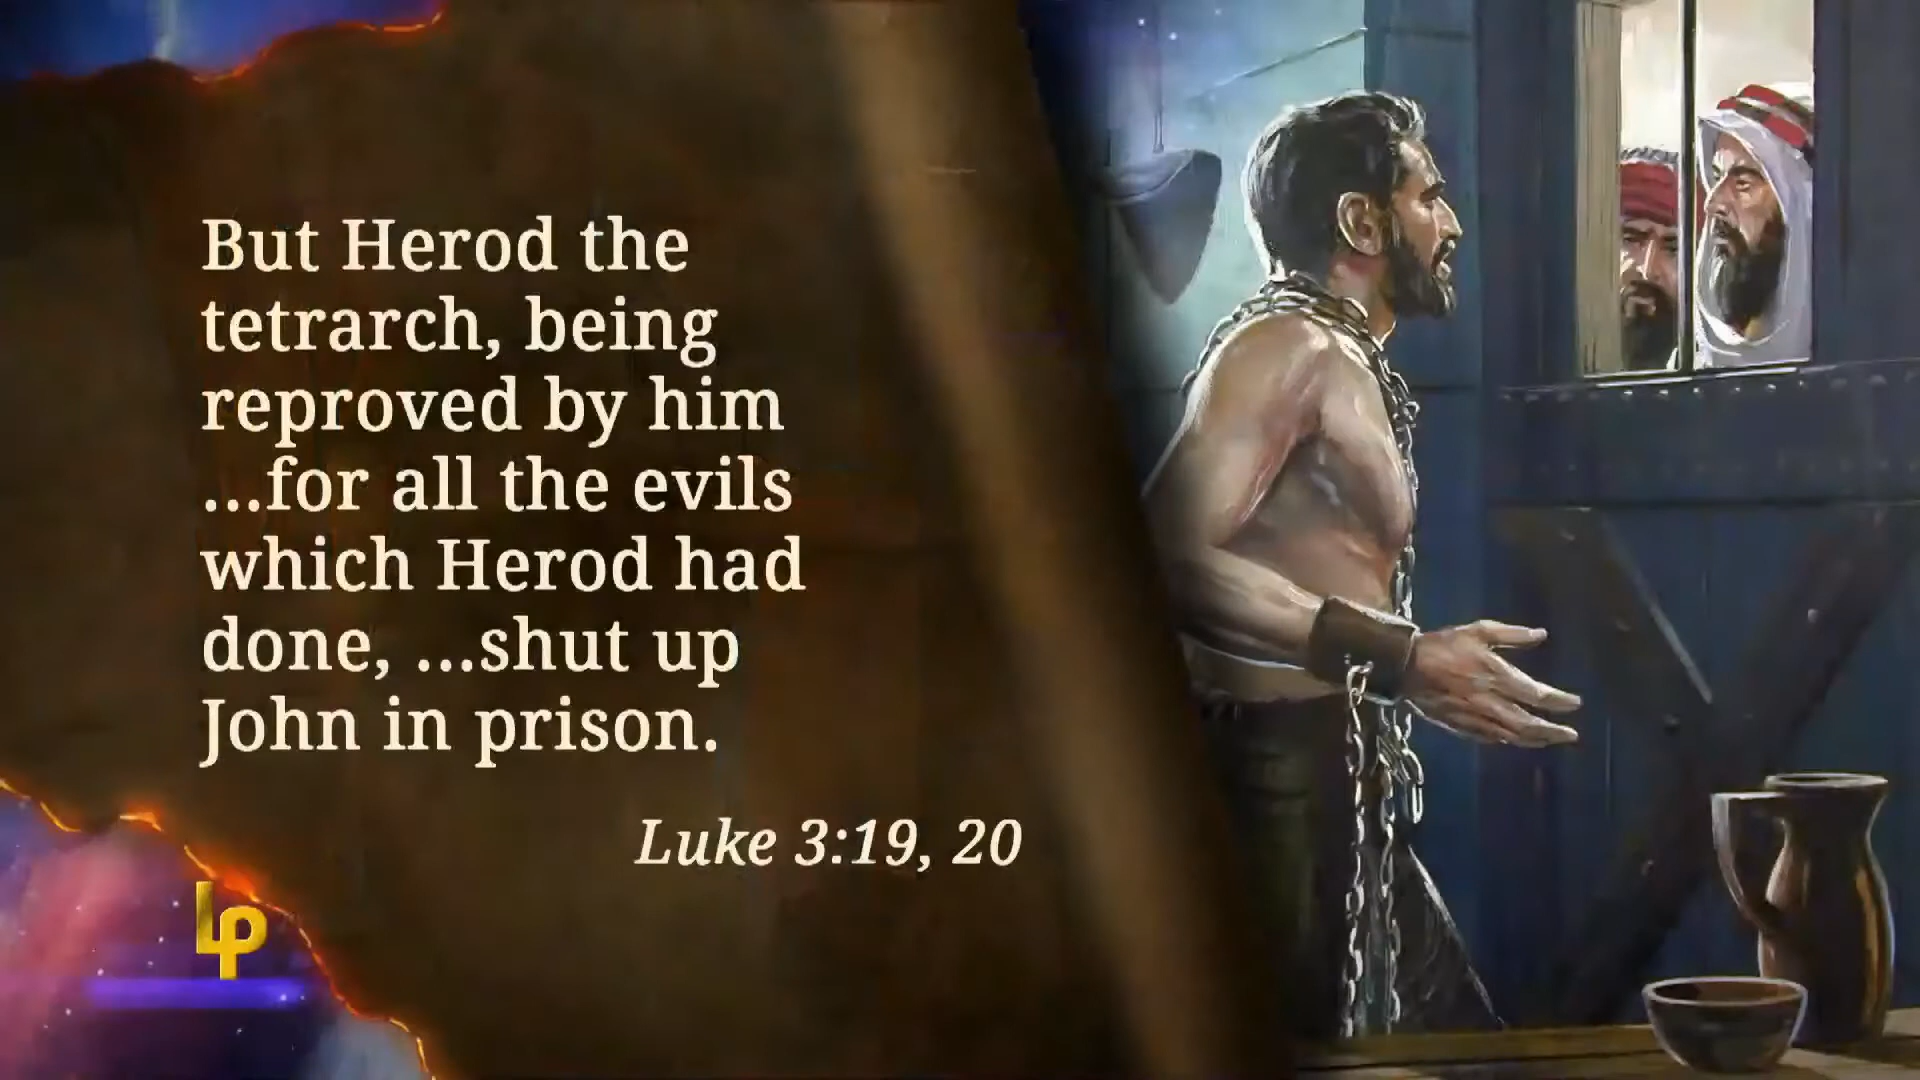 But Herod the
tetrarch, being
reproved by him
...for all the evils
which Herod had
done, ...shut up
John in prison.
Luke 3:19, 20
LP